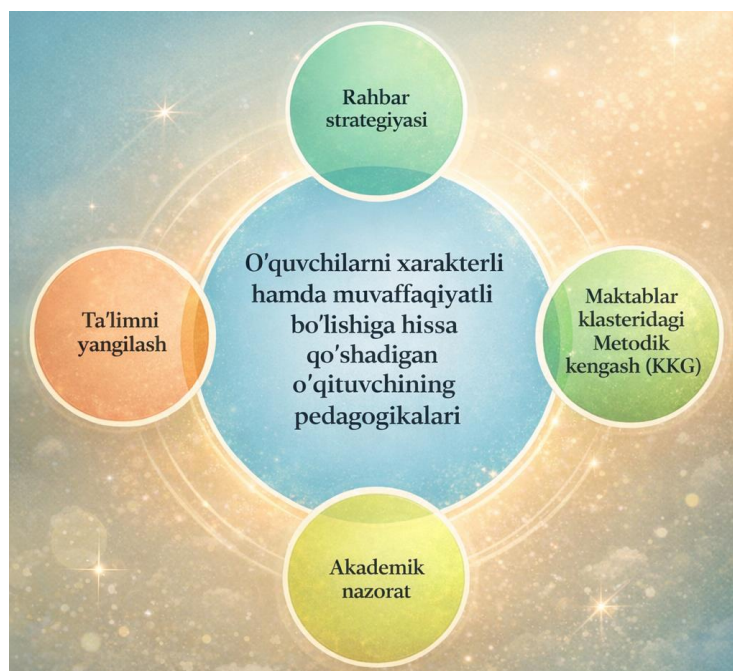 Rahbar
strategiyasi
O'quvchilarni xarakterli
hamda muvaffaqiyatli
bo'lishiga hissa
qo'shadigan
o'qituvchining
pedagogikalari
Ta'limni
yangilash
Maktablar
klasteridagi
Metodik
kengash (KKG)
Akademik
nazorat